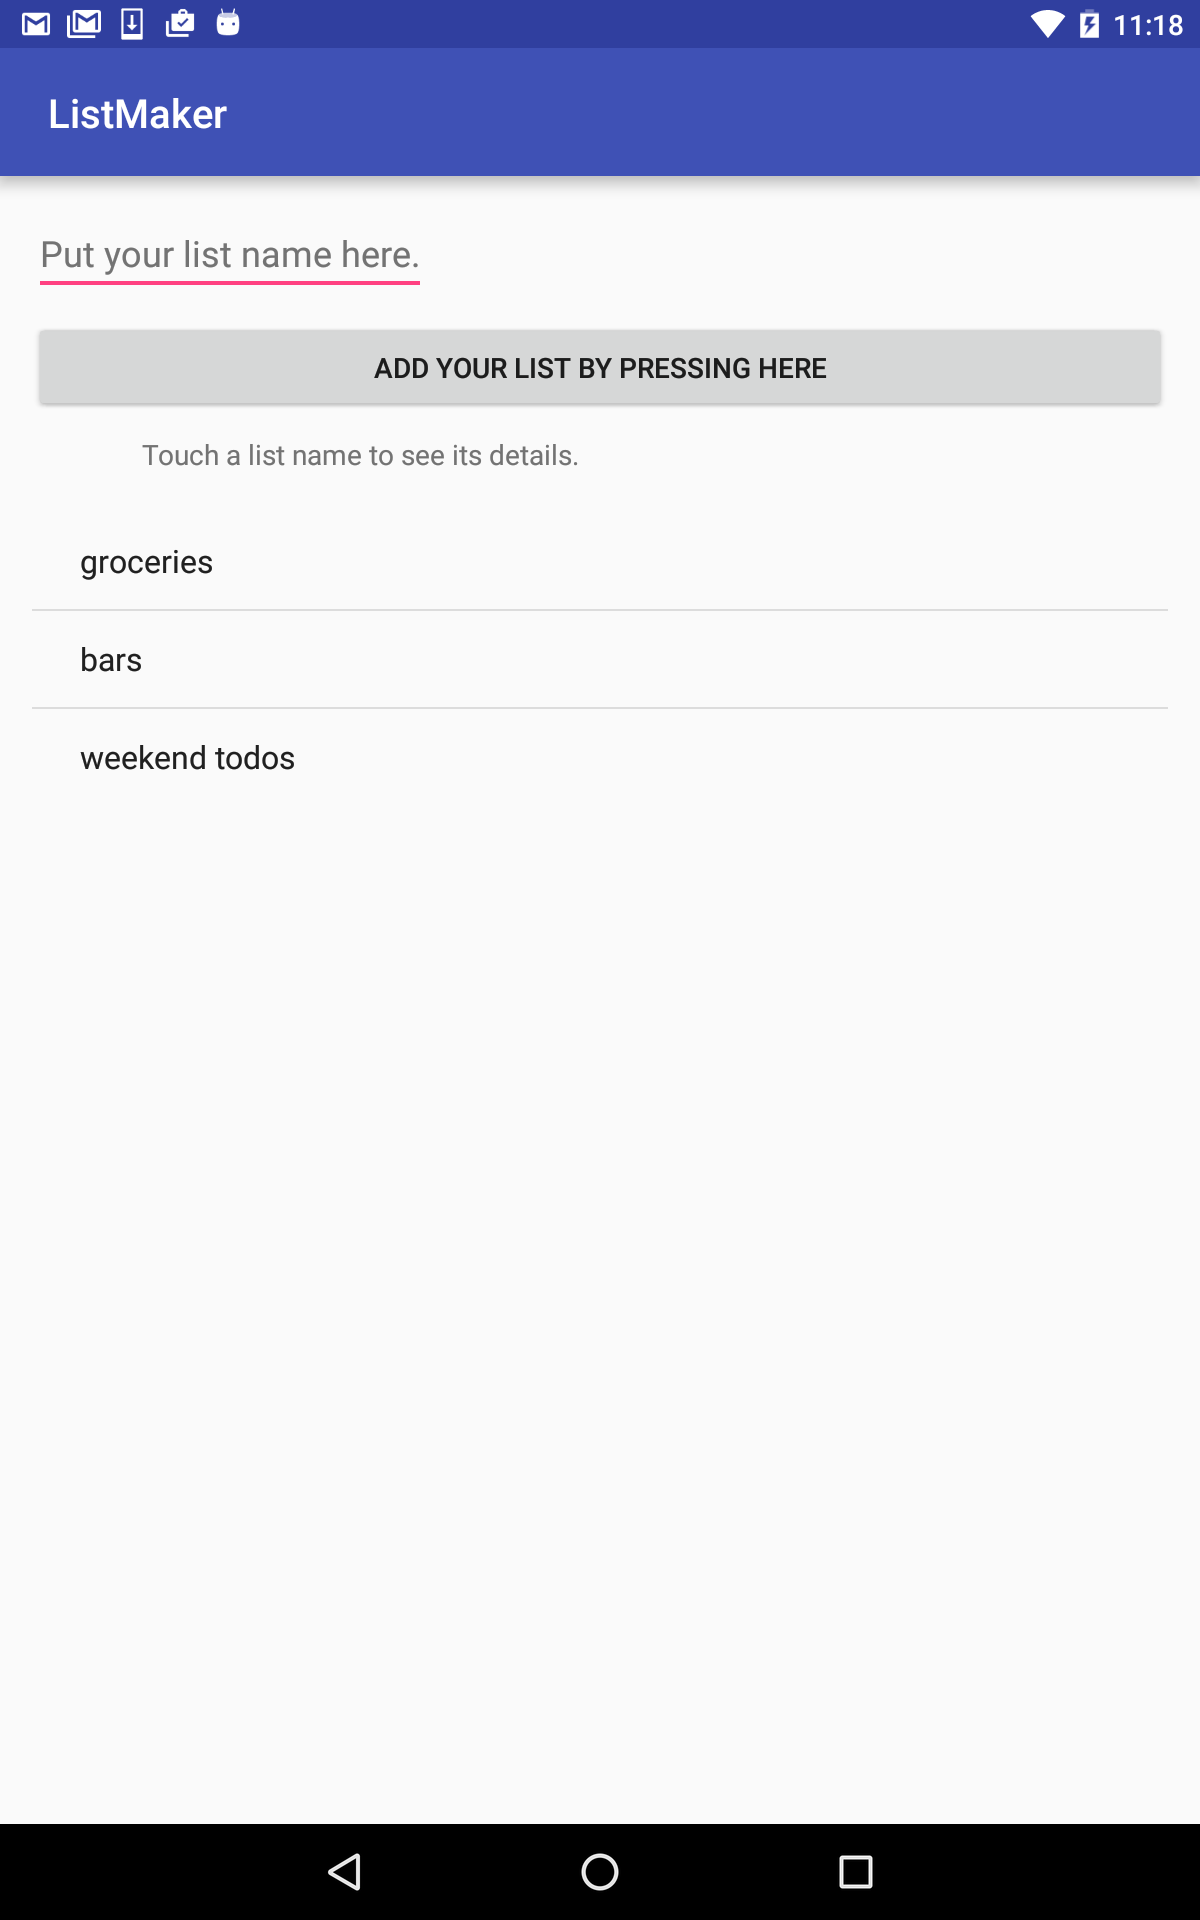 11:18
ListMaker
Put your list name here.
ADD YOUR LIST BY PRESSING HERE
Touch a list name to see its details.
groceries
bars
weekend todos